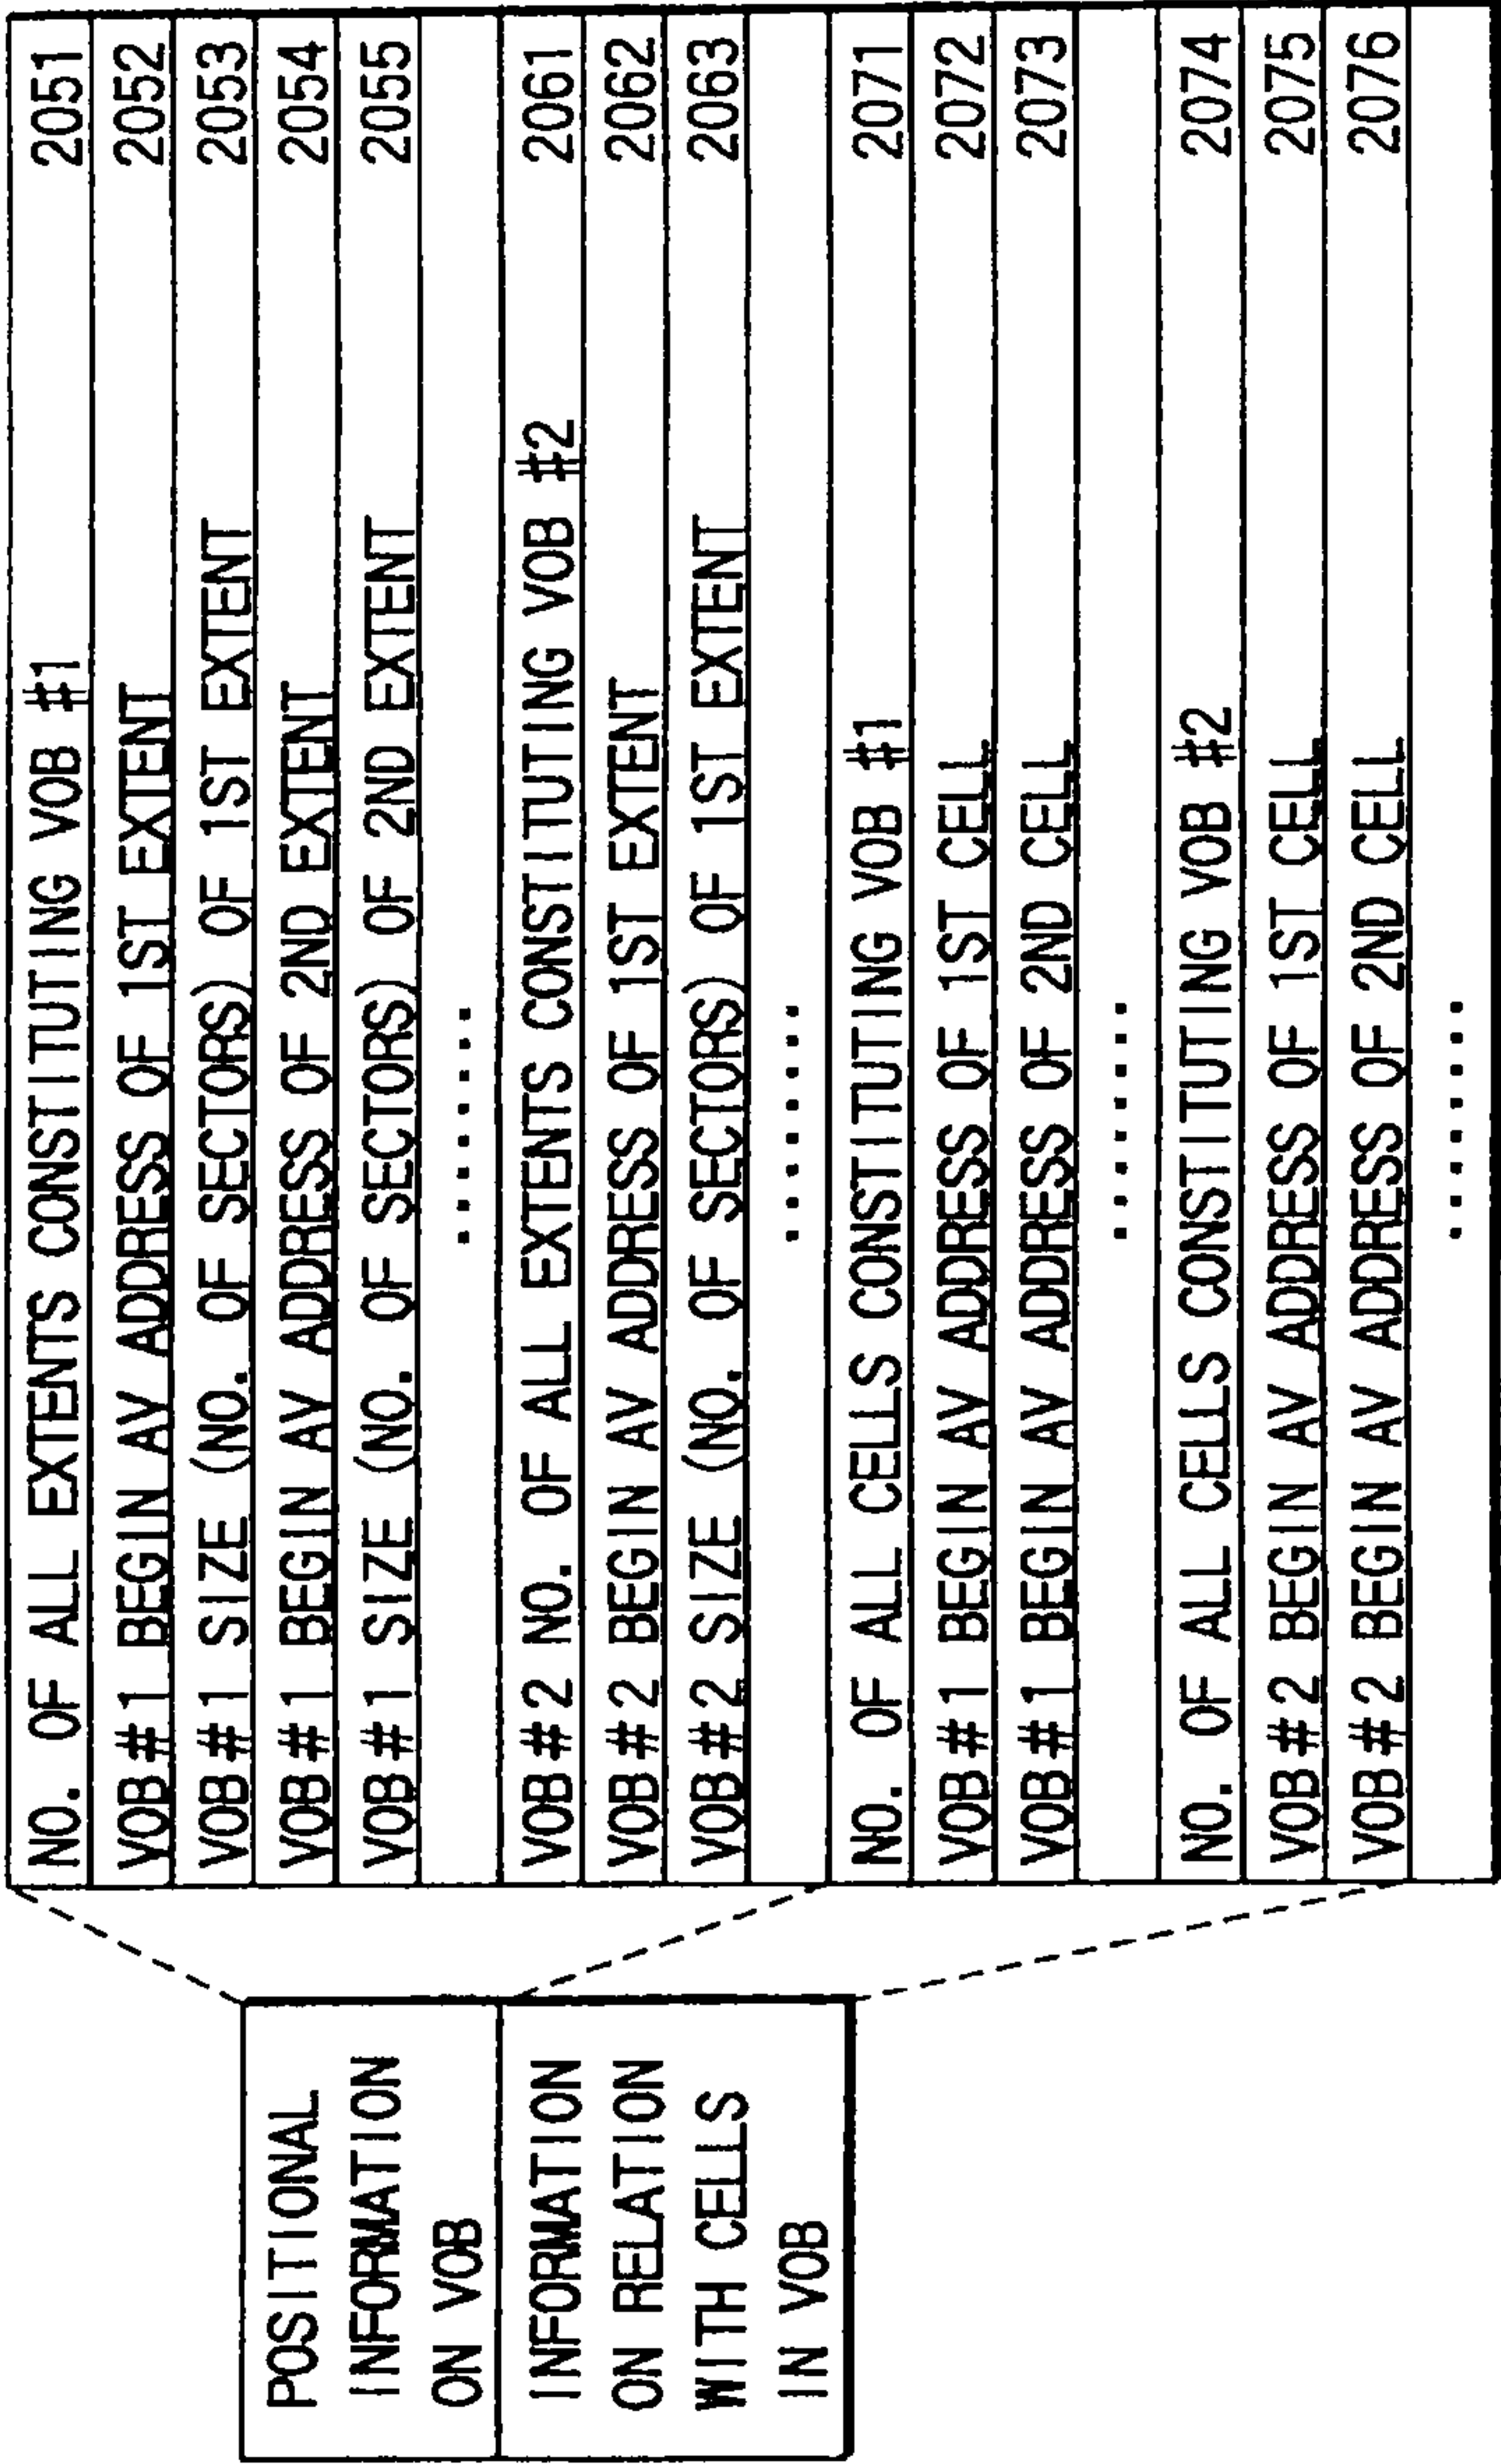 POSITIONAL
INFORMATION
ON VOB
INFORMATION
ON RELATION
WITH CELLS
IN VOB
NO. OF ALL EXTENTS CONSTITUTING VOB #1 2051
VOB#1 BEGIN AV ADDRESS OF 1ST EXTENT 2052
VOB#1 SIZE (NO. OF SECTORS) OF 1ST EXTENT 2053
VOB#1 BEGIN AV ADDRESS OF 2ND EXTENT 2054
VOB#1 SIZE (NO. OF SECTORS) OF 2ND EXTENT 2055
........
VOB#2 NO. OF ALL EXTENTS CONSTITUTING VOB #2 2061
VOB#2 BEGIN AV ADDRESS OF 1ST EXTENT 2062
VOB#2 SIZE (NO. OF SECTORS) OF 1ST EXTENT 2063
........
NO. OF ALL CELLS CONSTITUTING VOB #1 2071
VOB#1 BEGIN AV ADDRESS OF 1ST CELL 2072
VOB#1 BEGIN AV ADDRESS OF 2ND CELL 2073
........
NO. OF ALL CELLS CONSTITUTING VOB #2 2074
VOB#2 BEGIN AV ADDRESS OF 1ST CELL 2075
VOB#2 BEGIN AV ADDRESS OF 2ND CELL 2076
........